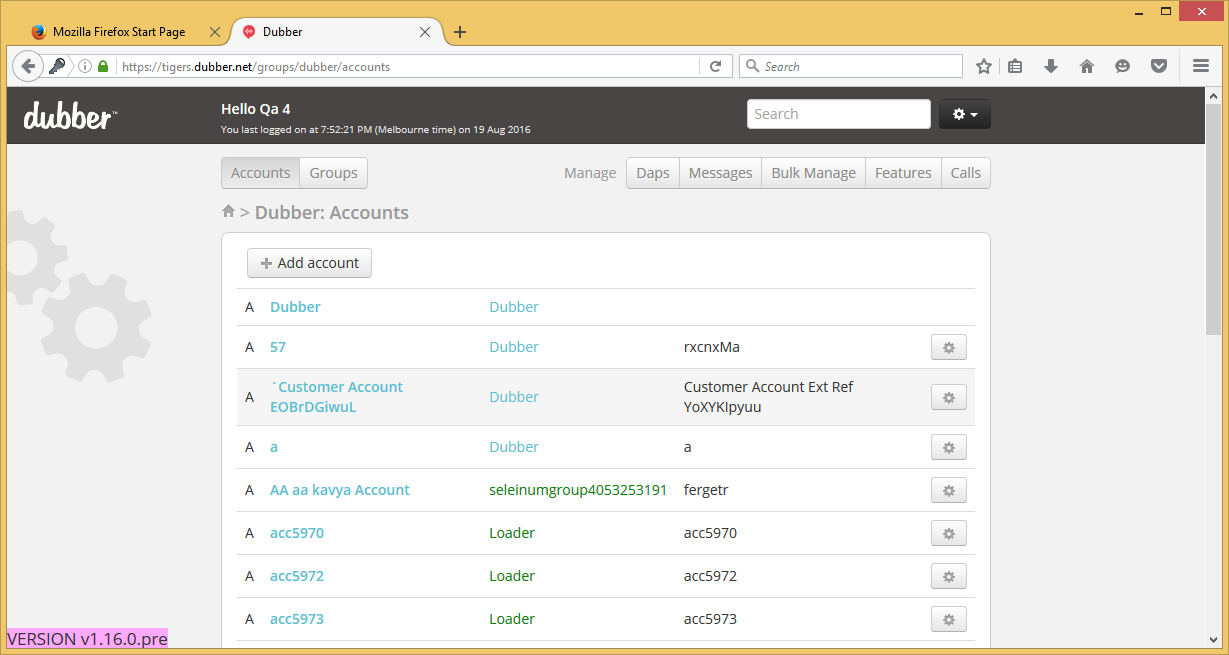 Mozilla Firefox Start Page
Dubber
https://tigers.dubber.net/groups/dubber/accounts
Search
dubber™
Hello Qa 4
You last logged on at 7:52:21 PM (Melbourne time) on 19 Aug 2016
Search
Accounts Groups Manage Daps Messages Bulk Manage Features Calls
> Dubber: Accounts
+ Add account
A Dubber Dubber
A 57 Dubber rxcnxMa
A `Customer Account Dubber Customer Account Ext Ref
EOBrDGiwuL YoXYKIpyuu
A a Dubber a
A AA aa kavya Account seleinumgroup4053253191 fergetr
A acc5970 Loader acc5970
A acc5972 Loader acc5972
A acc5973 Loader acc5973
VERSION v1.16.0.pre